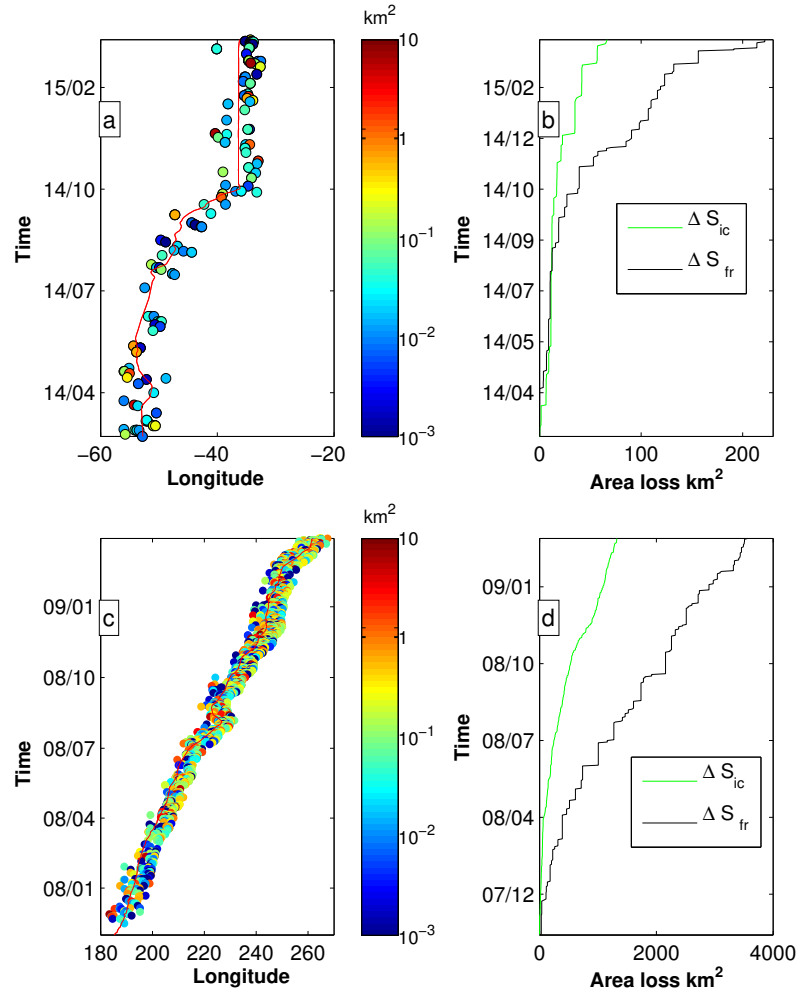 km²
a
Time
15/02
14/10
14/07
14/04
−60 −40 −20
Longitude
10
1
10⁻¹
10⁻²
10⁻³
b
Time
15/02
14/12
14/10
14/09
14/07
14/05
14/04
Δ S_ic
Δ S_fr
0 100 200
Area loss km²
km²
c
Time
09/01
08/10
08/07
08/04
08/01
180 200 220 240 260
Longitude
10
1
10⁻¹
10⁻²
10⁻³
d
Time
09/01
08/10
08/07
08/04
07/12
Δ S_ic
Δ S_fr
0 2000 4000
Area loss km²